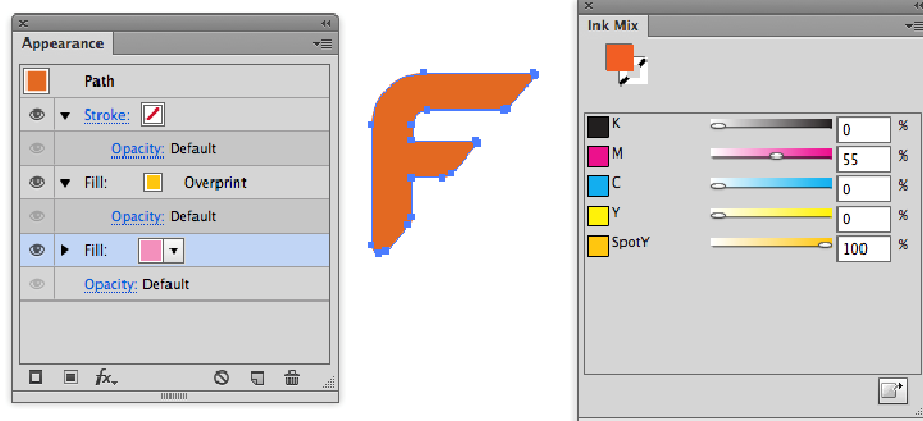 Appearance
Path
Stroke:
Opacity: Default
Fill: Overprint
Opacity: Default
Fill:
Opacity: Default
fx
F
Ink Mix
K 0 %
M 55 %
C 0 %
Y 0 %
SpotY 100 %